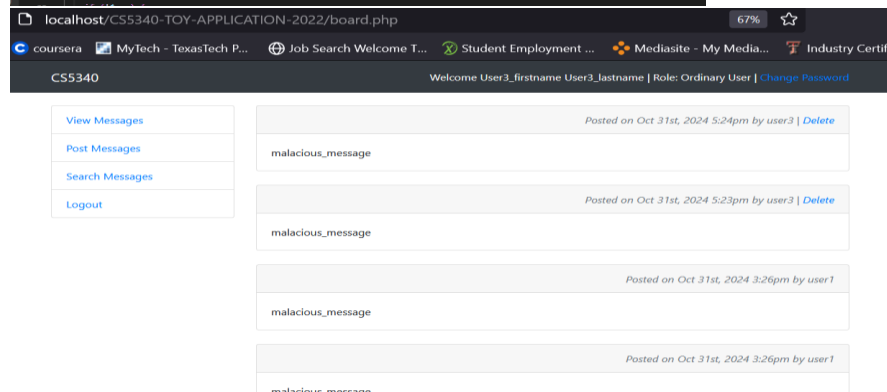 localhost/CS5340-TOY-APPLICATION-2022/board.php 67%
coursera MyTech - TexasTech P... Job Search Welcome T... Student Employment ... Mediasite - My Media... Industry Certif
CS5340 Welcome User3_firstname User3_lastname | Role: Ordinary User | Change Password
View Messages
Post Messages
Search Messages
Logout
Posted on Oct 31st, 2024 5:24pm by user3 | Delete
malacious_message
Posted on Oct 31st, 2024 5:23pm by user3 | Delete
malacious_message
Posted on Oct 31st, 2024 3:26pm by user1
malacious_message
Posted on Oct 31st, 2024 3:26pm by user1
malacious_message